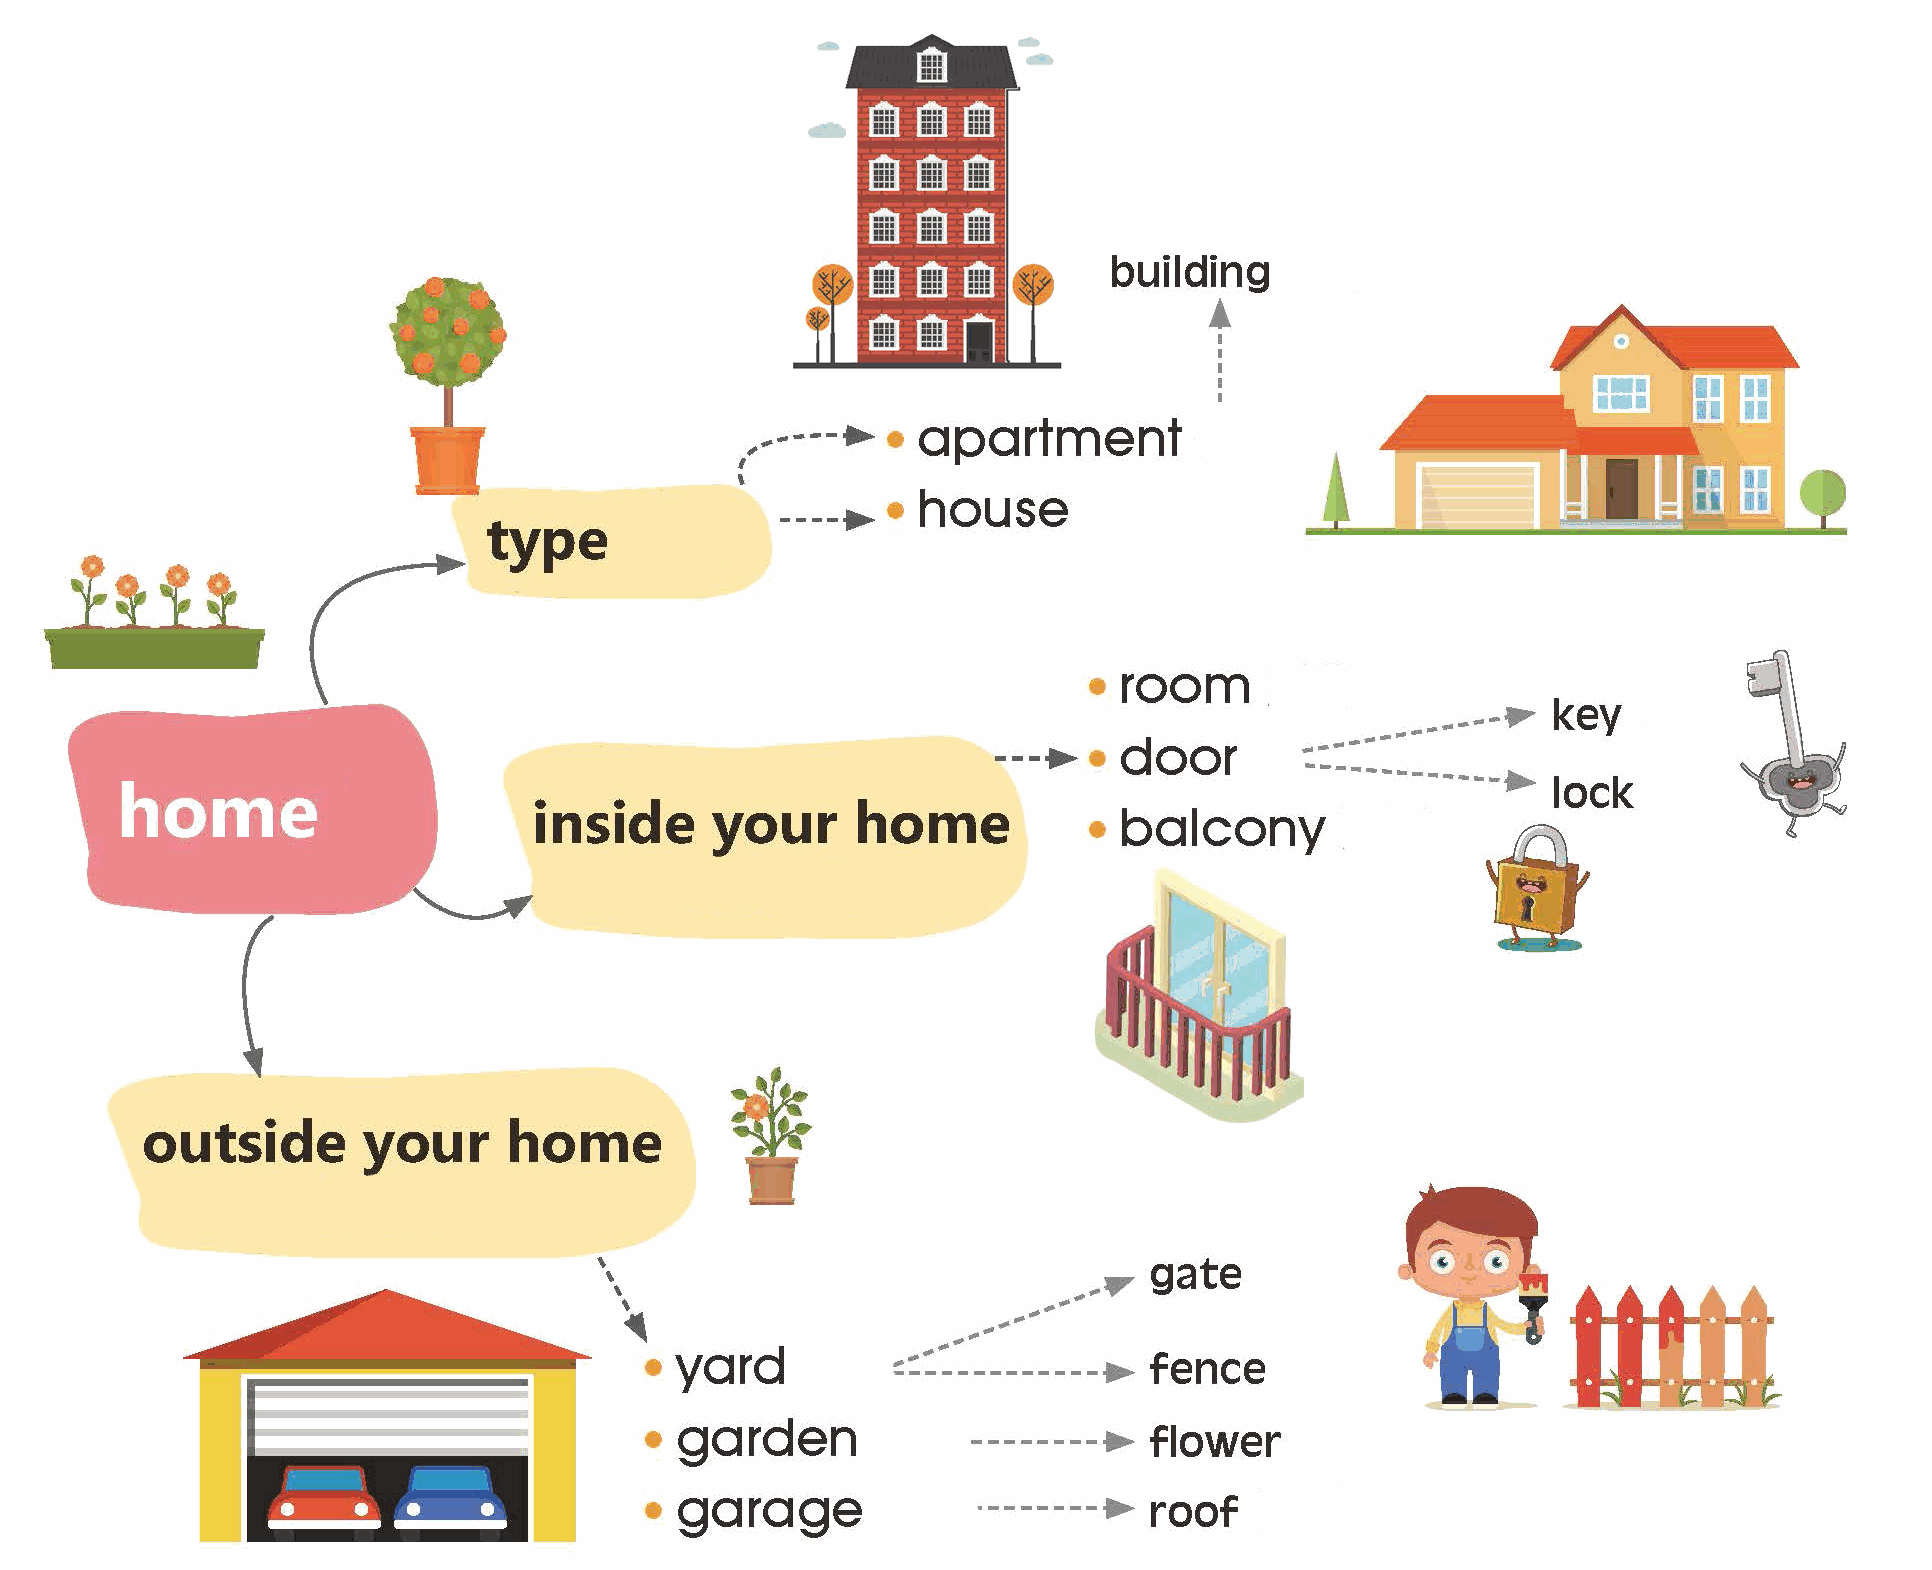 building
apartment
house
type
room
door
balcony
key
lock
home
inside your home
outside your home
gate
yard
fence
garden
flower
garage
roof